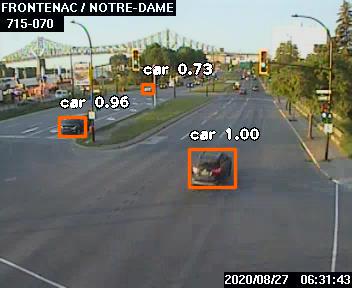 FRONTENAC / NOTRE-DAME
715-070
car 0.73
car 0.96
car 1.00
2020/08/27 06:31:43